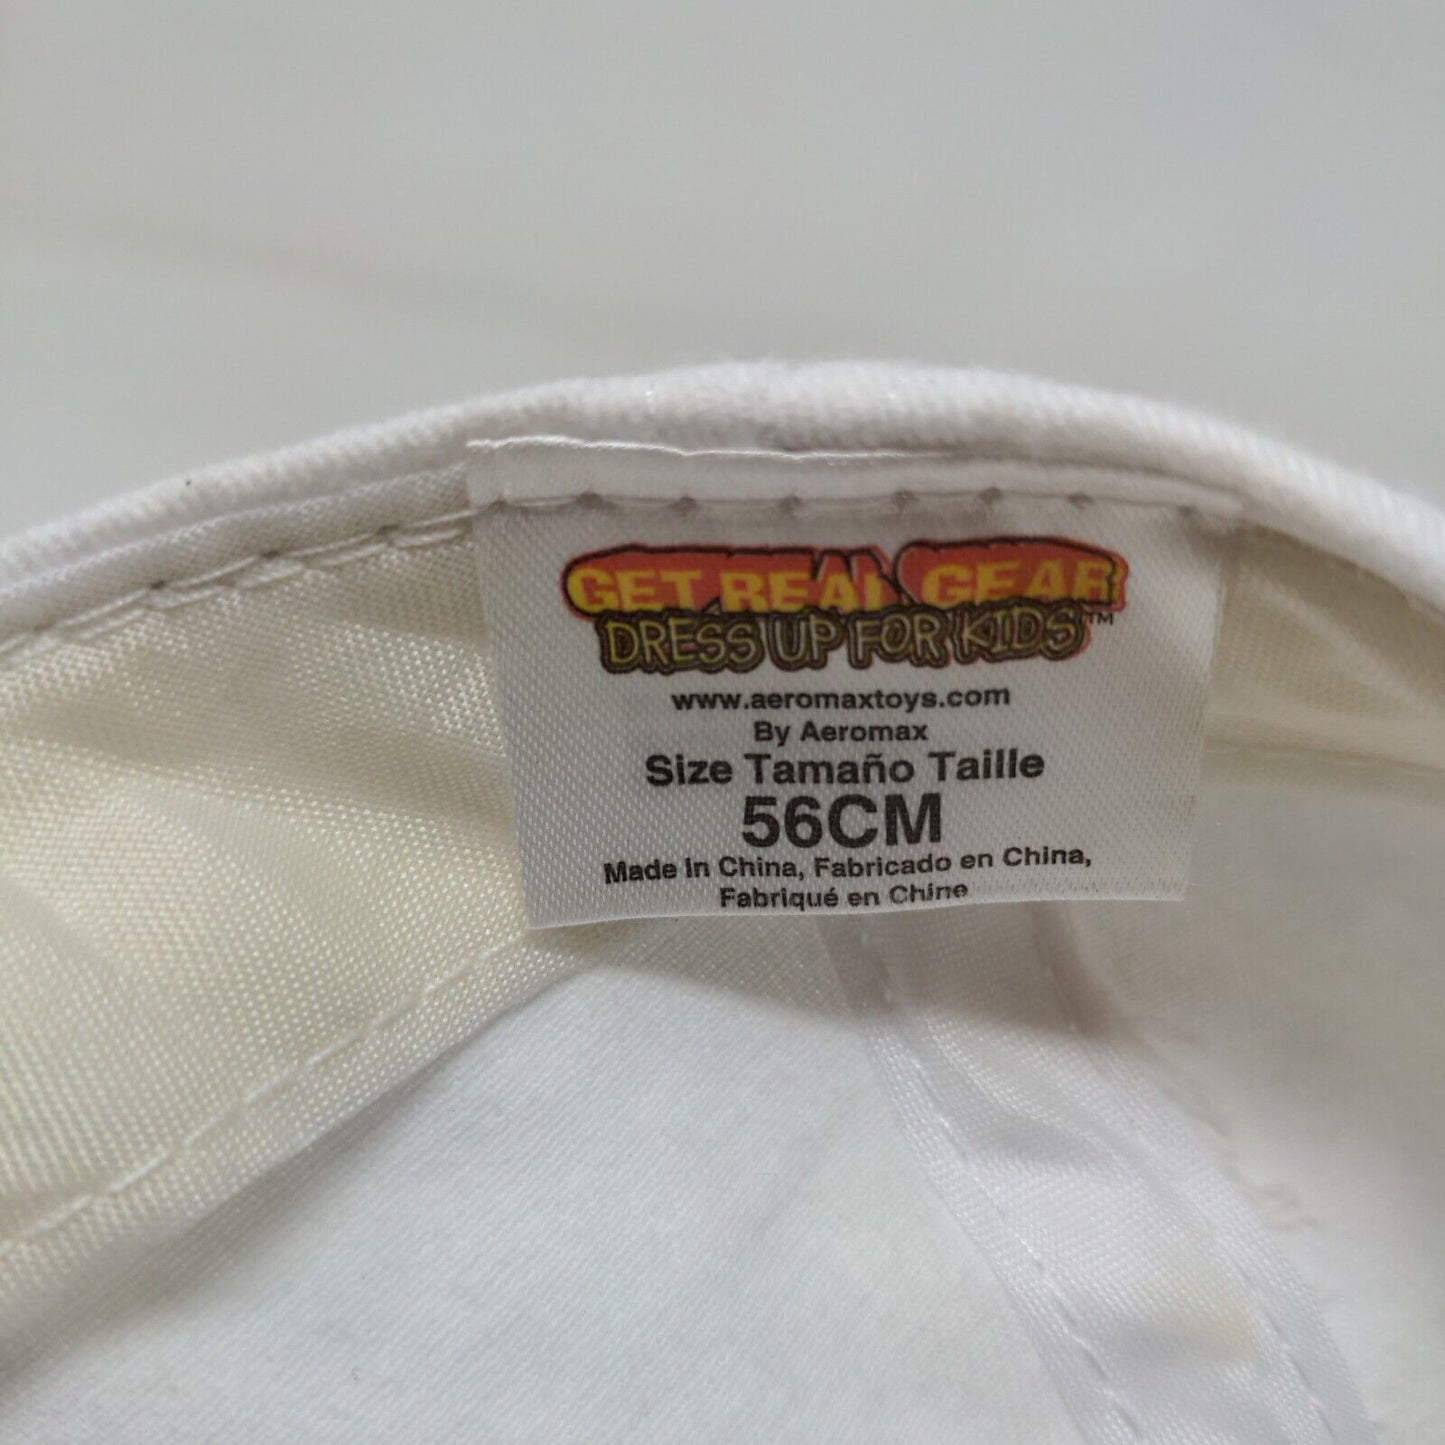 GET REAL GEAR
DRESS UP FOR KIDS™
www.aeromaxtoys.com
By Aeromax
Size Tamaño Taille
56CM
Made In China, Fabricado en China,
Fabriqué en Chine